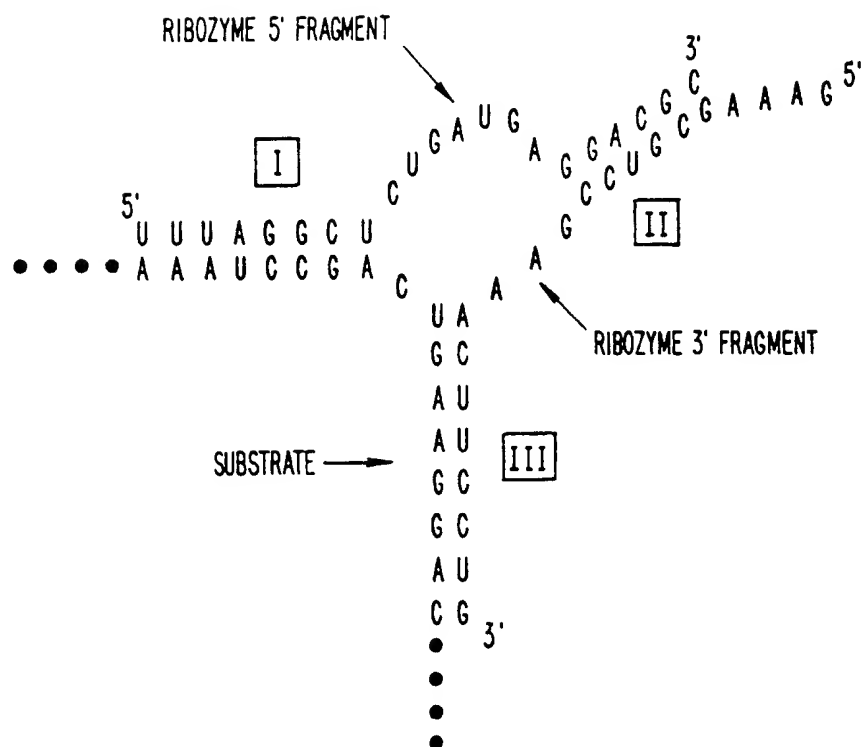 RIBOZYME 5' FRAGMENT
I
5'
U U U A G G C U C U G A U G A G G A C G C
3'
5'
G A A A G C G U C C G A A
II
A A A U C C G A C
RIBOZYME 3' FRAGMENT
U A
G C
A U
A U
G C
G C
A U
C G
3'
SUBSTRATE
III